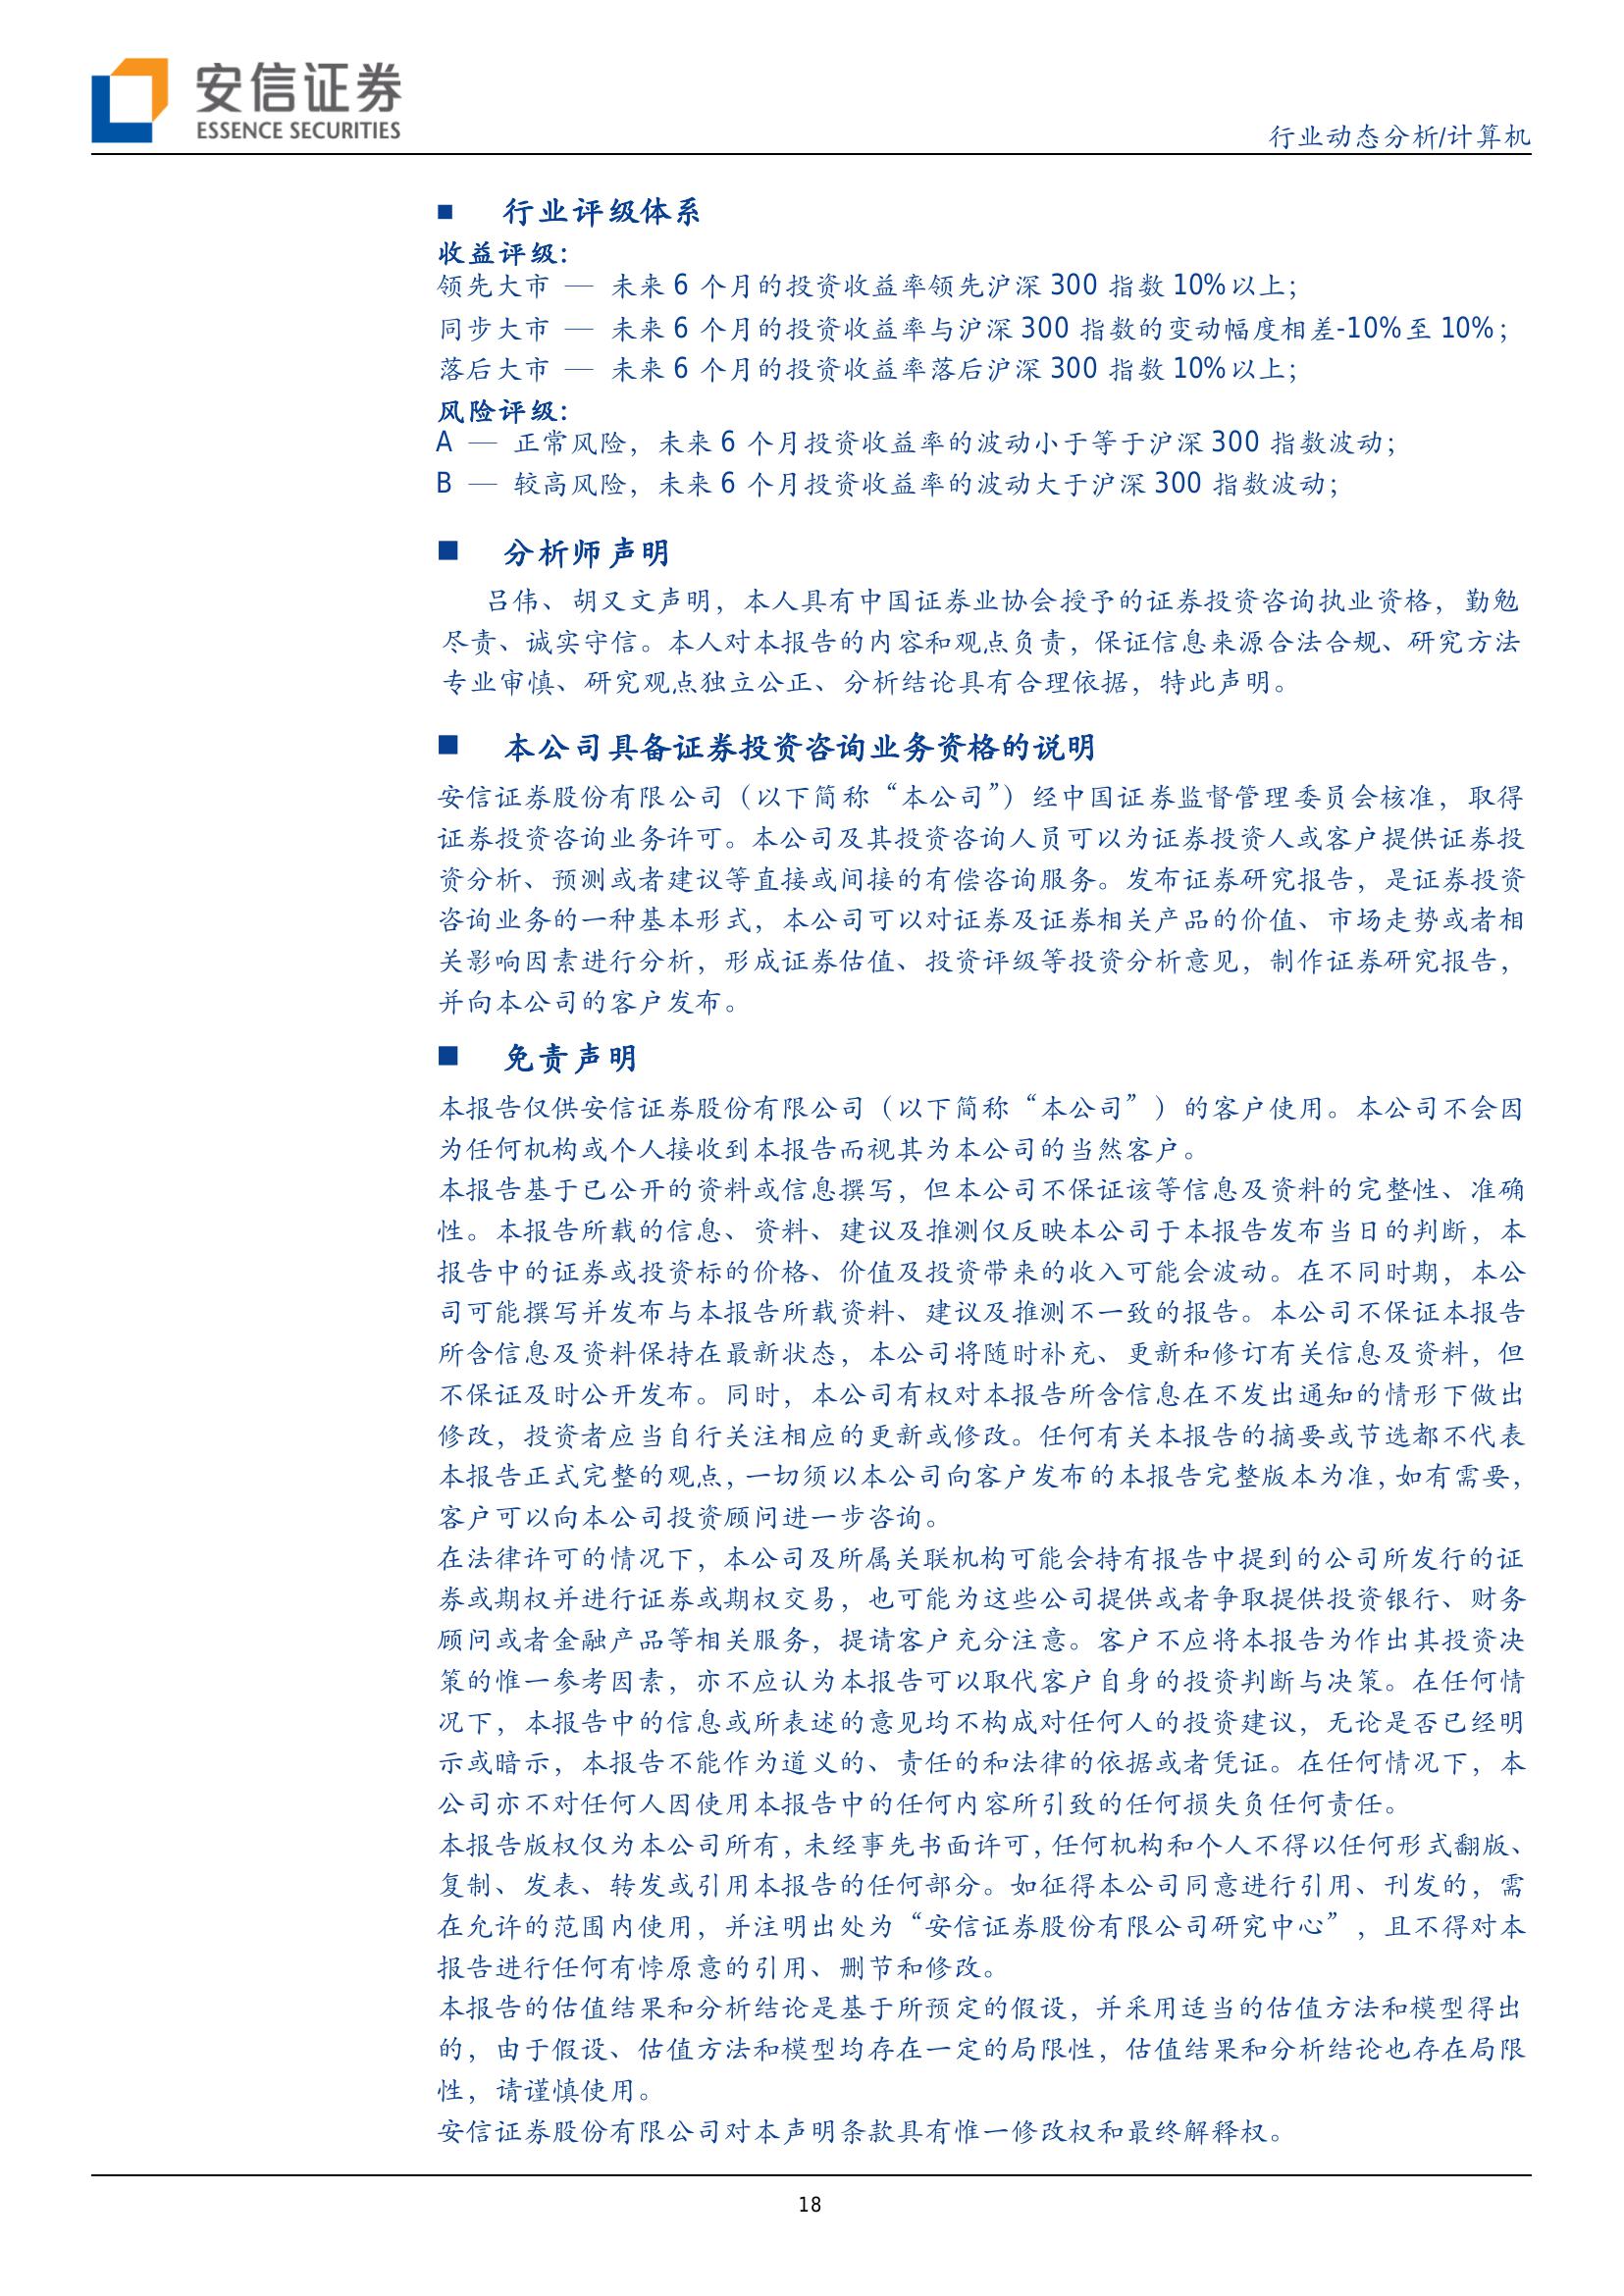 安信证券
ESSENCE SECURITIES
行业动态分析/计算机
■ 行业评级体系
收益评级：
领先大市 — 未来 6 个月的投资收益率领先沪深 300 指数 10%以上；
同步大市 — 未来 6 个月的投资收益率与沪深 300 指数的变动幅度相差-10%至 10%；
落后大市 — 未来 6 个月的投资收益率落后沪深 300 指数 10%以上；
风险评级：
A — 正常风险，未来 6 个月投资收益率的波动小于等于沪深 300 指数波动；
B — 较高风险，未来 6 个月投资收益率的波动大于沪深 300 指数波动；
■ 分析师声明
吕伟、胡又文声明，本人具有中国证券业协会授予的证券投资咨询执业资格，勤勉
尽责、诚实守信。本人对本报告的内容和观点负责，保证信息来源合法合规、研究方法
专业审慎、研究观点独立公正、分析结论具有合理依据，特此声明。
■ 本公司具备证券投资咨询业务资格的说明
安信证券股份有限公司（以下简称“本公司”）经中国证券监督管理委员会核准，取得
证券投资咨询业务许可。本公司及其投资咨询人员可以为证券投资人或客户提供证券投
资分析、预测或者建议等直接或间接的有偿咨询服务。发布证券研究报告，是证券投资
咨询业务的一种基本形式，本公司可以对证券及证券相关产品的价值、市场走势或者相
关影响因素进行分析，形成证券估值、投资评级等投资分析意见，制作证券研究报告，
并向本公司的客户发布。
■ 免责声明
本报告仅供安信证券股份有限公司（以下简称“本公司”）的客户使用。本公司不会因
为任何机构或个人接收到本报告而视其为本公司的当然客户。
本报告基于已公开的资料或信息撰写，但本公司不保证该等信息及资料的完整性、准确
性。本报告所载的信息、资料、建议及推测仅反映本公司于本报告发布当日的判断，本
报告中的证券或投资标的价格、价值及投资带来的收入可能会波动。在不同时期，本公
司可能撰写并发布与本报告所载资料、建议及推测不一致的报告。本公司不保证本报告
所含信息及资料保持在最新状态，本公司将随时补充、更新和修订有关信息及资料，但
不保证及时公开发布。同时，本公司有权对本报告所含信息在不发出通知的情形下做出
修改，投资者应当自行关注相应的更新或修改。任何有关本报告的摘要或节选都不代表
本报告正式完整的观点，一切须以本公司向客户发布的本报告完整版本为准，如有需要，
客户可以向本公司投资顾问进一步咨询。
在法律许可的情况下，本公司及所属关联机构可能会持有报告中提到的公司所发行的证
券或期权并进行证券或期权交易，也可能为这些公司提供或者争取提供投资银行、财务
顾问或者金融产品等相关服务，提请客户充分注意。客户不应将本报告为作出其投资决
策的惟一参考因素，亦不应认为本报告可以取代客户自身的投资判断与决策。在任何情
况下，本报告中的信息或所表述的意见均不构成对任何人的投资建议，无论是否已经明
示或暗示，本报告不能作为道义的、责任的和法律的依据或者凭证。在任何情况下，本
公司亦不对任何人因使用本报告中的任何内容所引致的任何损失负任何责任。
本报告版权仅为本公司所有，未经事先书面许可，任何机构和个人不得以任何形式翻版、
复制、发表、转发或引用本报告的任何部分。如征得本公司同意进行引用、刊发的，需
在允许的范围内使用，并注明出处为“安信证券股份有限公司研究中心”，且不得对本
报告进行任何有悖原意的引用、删节和修改。
本报告的估值结果和分析结论是基于所预定的假设，并采用适当的估值方法和模型得出
的，由于假设、估值方法和模型均存在一定的局限性，估值结果和分析结论也存在局限
性，请谨慎使用。
安信证券股份有限公司对本声明条款具有惟一修改权和最终解释权。
18